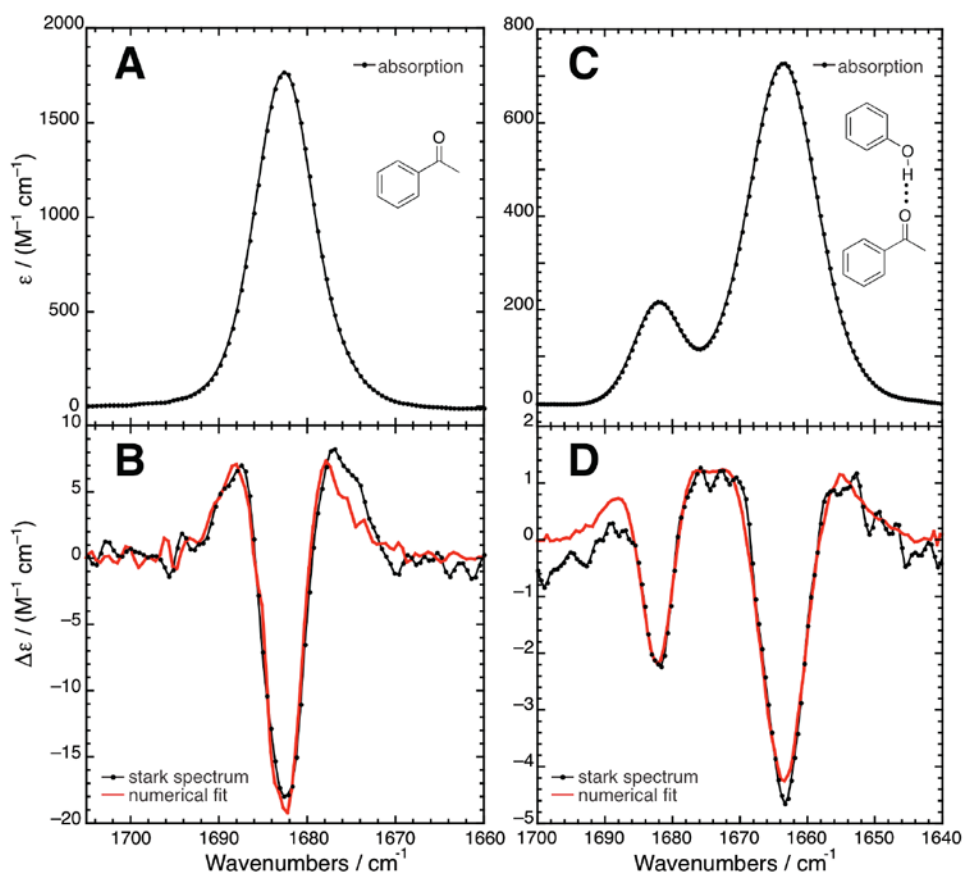 A
absorption
O
ε / (M⁻¹ cm⁻¹)
2000
1500
1000
500
0
C
absorption
O
H
O
800
600
400
200
0
B
Δε / (M⁻¹ cm⁻¹)
10
5
0
−5
−10
−15
−20
stark spectrum
numerical fit
1700
1690
1680
1670
1660
Wavenumbers / cm⁻¹
D
2
1
0
−1
−2
−3
−4
−5
stark spectrum
numerical fit
1700
1690
1680
1670
1660
1650
1640
Wavenumbers / cm⁻¹